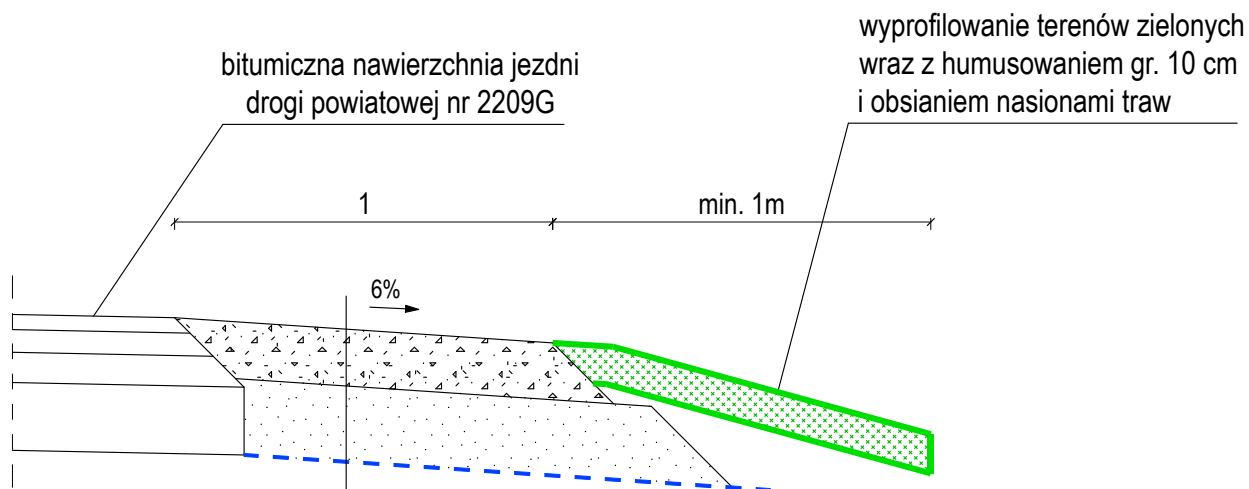 wyprofilowanie terenów zielonych
wraz z humusowaniem gr. 10 cm
i obsianiem nasionami traw
bitumiczna nawierzchnia jezdni
drogi powiatowej nr 2209G
1
min. 1m
6%